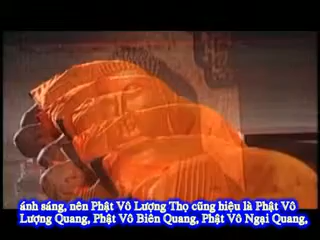 ánh sáng, nên Phật Vô Lượng Thọ cũng hiệu là Phật Vô
Lượng Quang, Phật Vô Biên Quang, Phật Vô Ngại Quang,